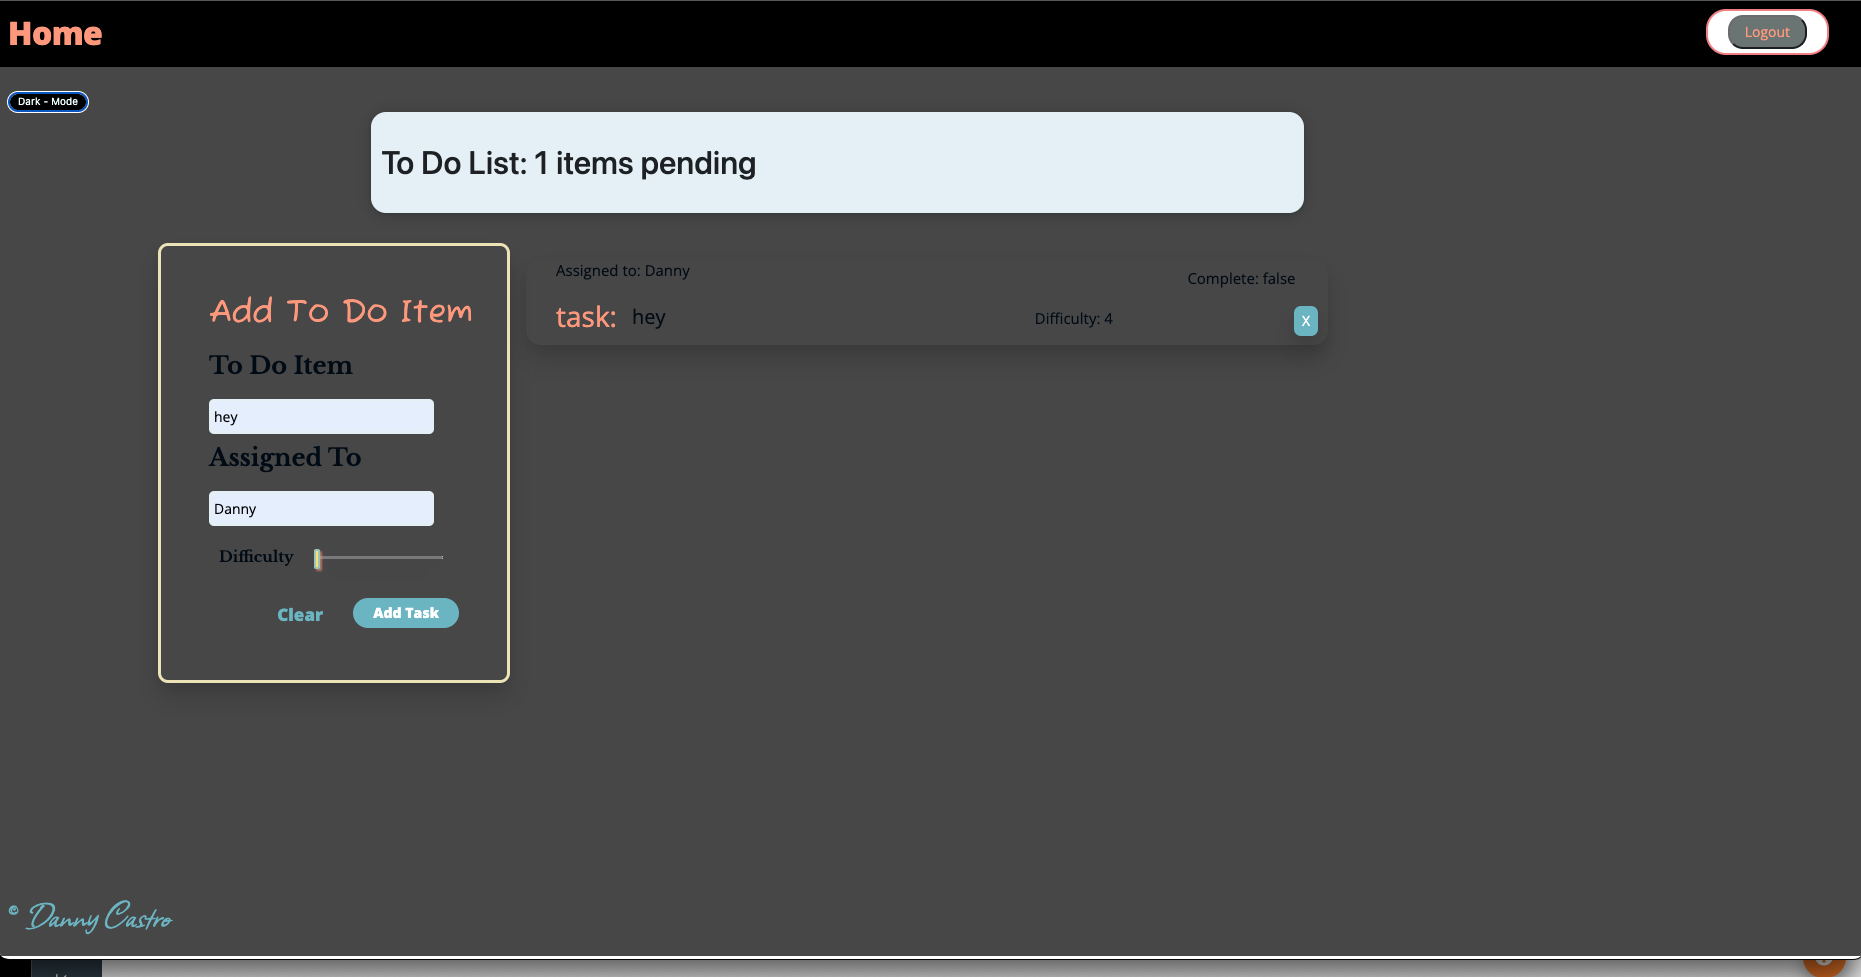 Home
Logout
Dark - Mode
To Do List: 1 items pending
Add To Do Item
To Do Item
hey
Assigned To
Danny
Difficulty
Clear
Add Task
Assigned to: Danny
Complete: false
task: hey
Difficulty: 4
X
© Danny Castro